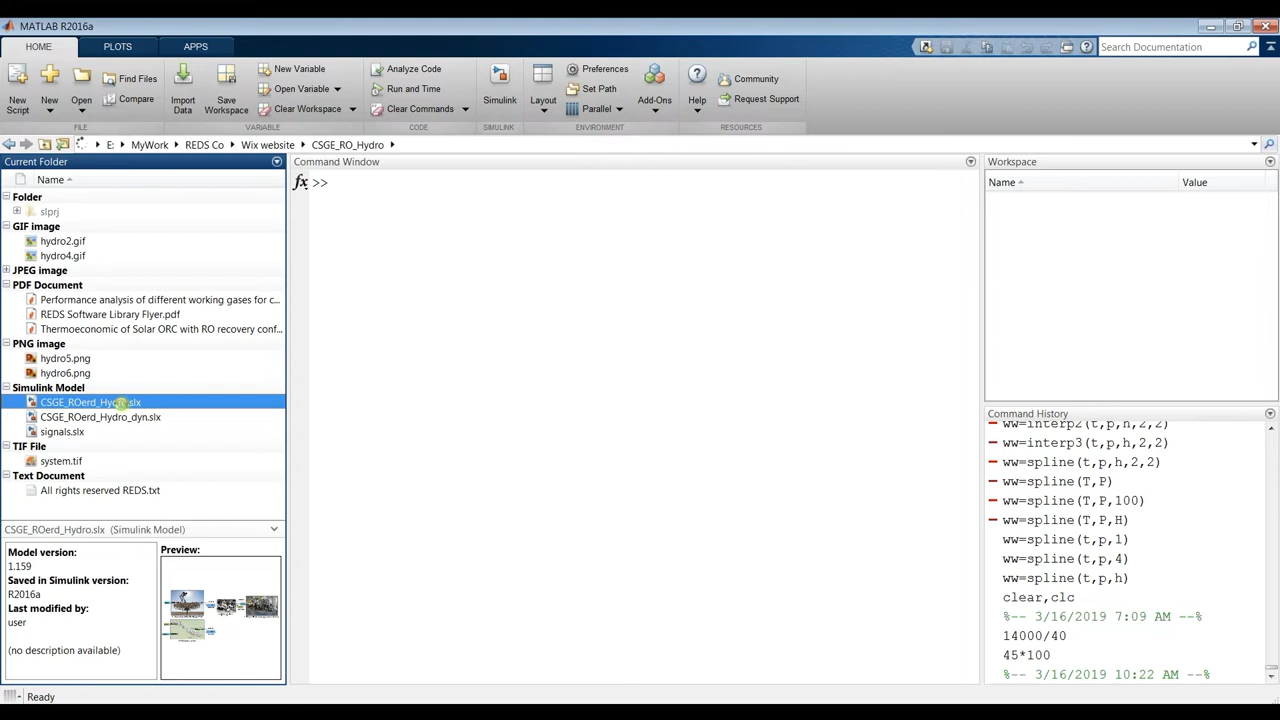 MATLAB R2016a
HOME
PLOTS
APPS
Search Documentation
New Script
New
Open
Find Files
Compare
Import Data
Save Workspace
New Variable
Open Variable
Clear Workspace
Analyze Code
Run and Time
Clear Commands
Simulink
Layout
Preferences
Set Path
Parallel
Add-Ons
Help
Community
Request Support
FILE
VARIABLE
CODE
SIMULINK
ENVIRONMENT
RESOURCES
E: MyWork REDS Co Wix website CSGE_RO_Hydro
Current Folder
Name
Folder
slprj
GIF image
hydro2.gif
hydro4.gif
JPEG image
PDF Document
Performance analysis of different working gases for c...
REDS Software Library Flyer.pdf
Thermoeconomic of Solar ORC with RO recovery conf...
PNG image
hydro5.png
hydro6.png
Simulink Model
CSGE_ROerd_Hydro.slx
CSGE_ROerd_Hydro_dyn.slx
signals.slx
TIF File
system.tif
Text Document
All rights reserved REDS.txt
CSGE_ROerd_Hydro.slx (Simulink Model)
Model version:
1.159
Saved in Simulink version:
R2016a
Last modified by:
user
(no description available)
Preview:
Command Window
fx >>
Workspace
Name Value
Command History
ww=interp2(t,p,h,2,2)
ww=interp3(t,p,h,2,2)
ww=spline(t,p,h,2,2)
ww=spline(T,P)
ww=spline(T,P,100)
ww=spline(T,P,H)
ww=spline(t,p,1)
ww=spline(t,p,4)
ww=spline(t,p,h)
clear,clc
%-- 3/16/2019 7:09 AM --%
14000/40
45*100
%-- 3/16/2019 10:22 AM --%
Ready